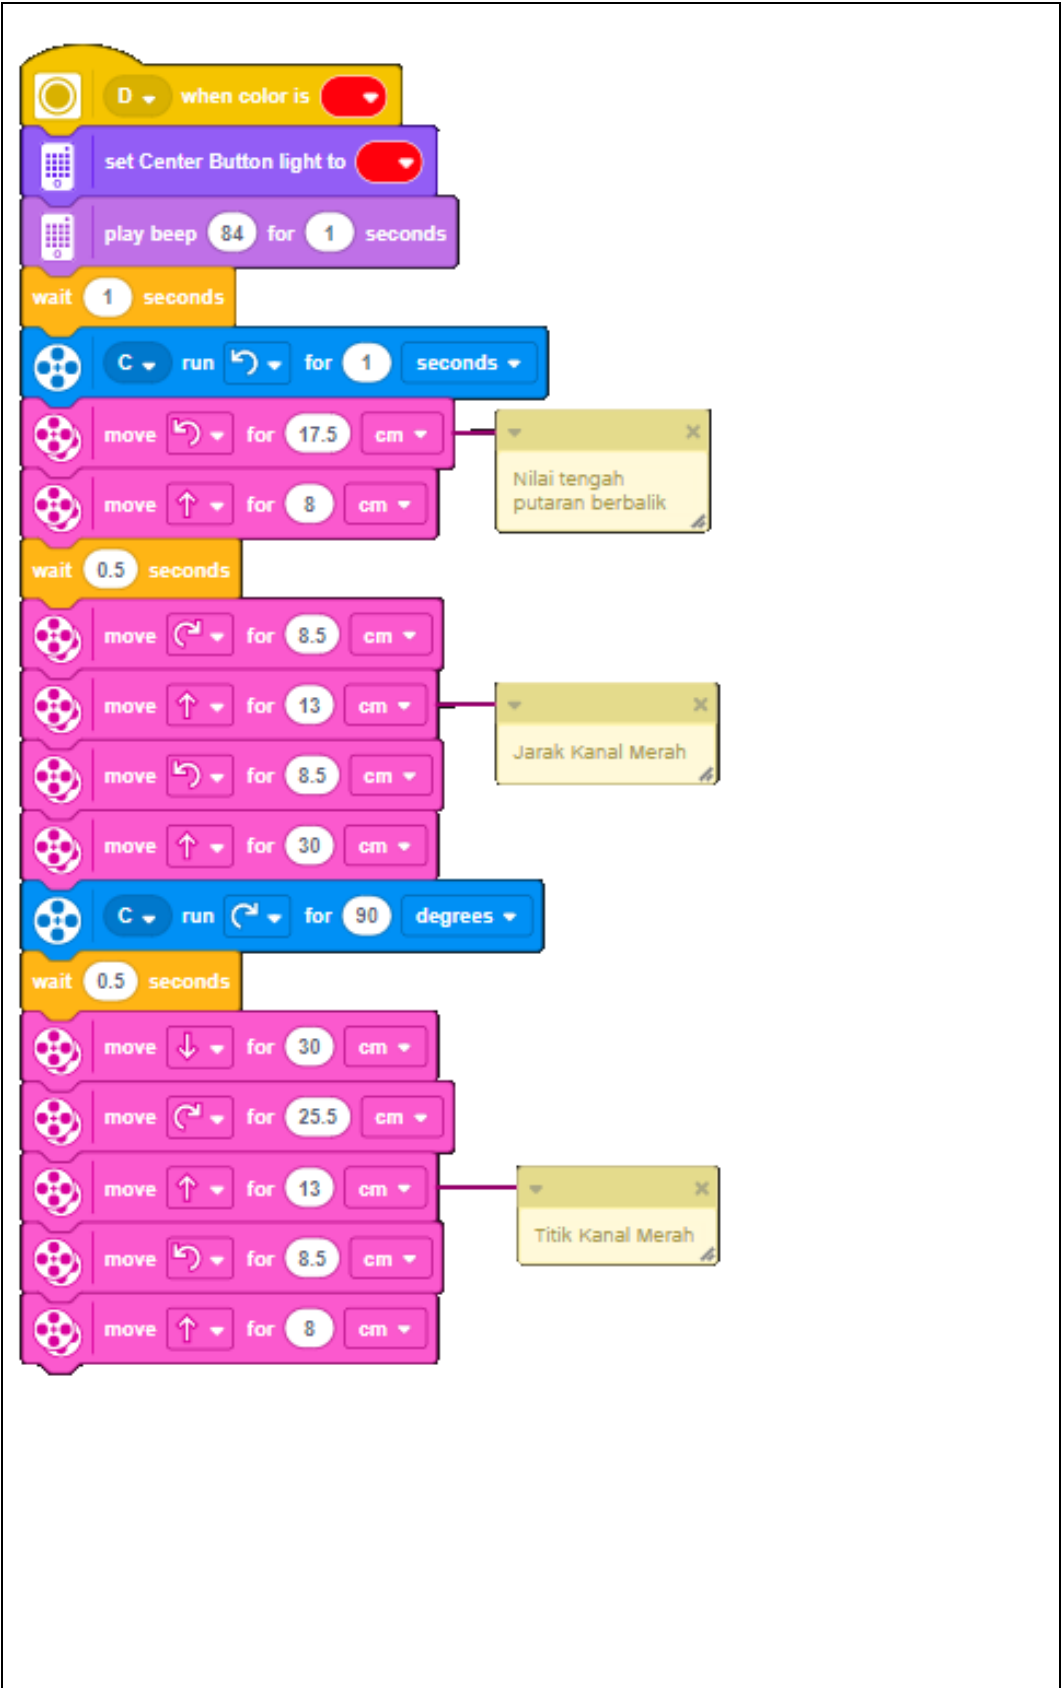 D when color is
set Center Button light to
play beep 84 for 1 seconds
wait 1 seconds
C run for 1 seconds
move for 17.5 cm
Nilai tengah
putaran berbalik
move for 8 cm
wait 0.5 seconds
move for 8.5 cm
move for 13 cm
Jarak Kanal Merah
move for 8.5 cm
move for 30 cm
C run for 90 degrees
wait 0.5 seconds
move for 30 cm
move for 25.5 cm
move for 13 cm
Titik Kanal Merah
move for 8.5 cm
move for 8 cm